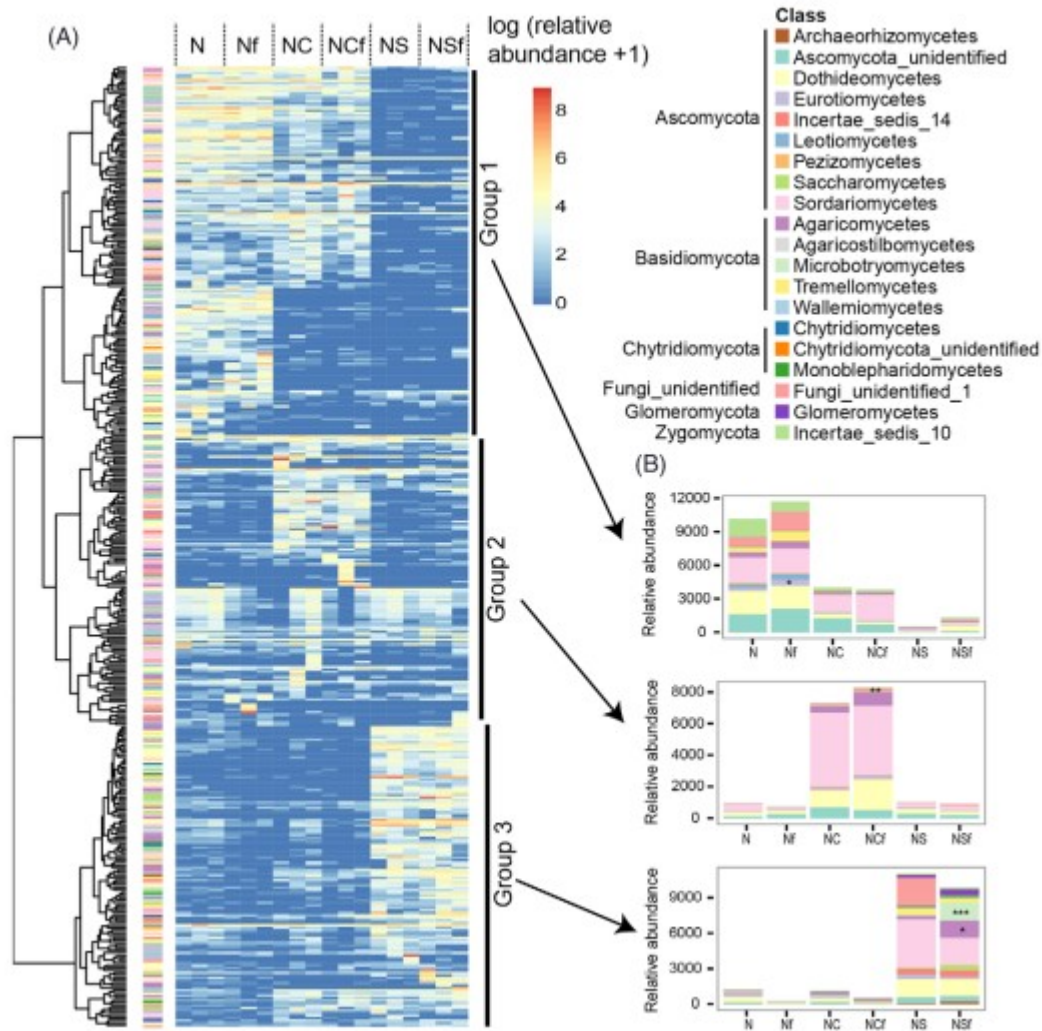 (A)
N Nf NC NCf NS NSf
log (relative
abundance +1)
8
6
4
2
0
Group 1
Group 2
Group 3
Class
Ascomycota
Archaeorhizomycetes
Ascomycota_unidentified
Dothideomycetes
Eurotiomycetes
Incertae_sedis_14
Leotiomycetes
Pezizomycetes
Saccharomycetes
Sordariomycetes
Basidiomycota
Agaricomycetes
Agaricostilbomycetes
Microbotryomycetes
Tremellomycetes
Wallemiomycetes
Chytridiomycota
Chytridiomycetes
Chytridiomycota_unidentified
Monoblepharidomycetes
Fungi_unidentified Fungi_unidentified_1
Glomeromycota Glomeromycetes
Zygomycota Incertae_sedis_10
(B)
Relative abundance
12000
9000
6000
3000
0
*
N Nf NC NCf NS NSf
Relative abundance
8000
6000
4000
2000
0
**
N Nf NC NCf NS NSf
Relative abundance
9000
6000
3000
0
***
*
N Nf NC NCf NS NSf